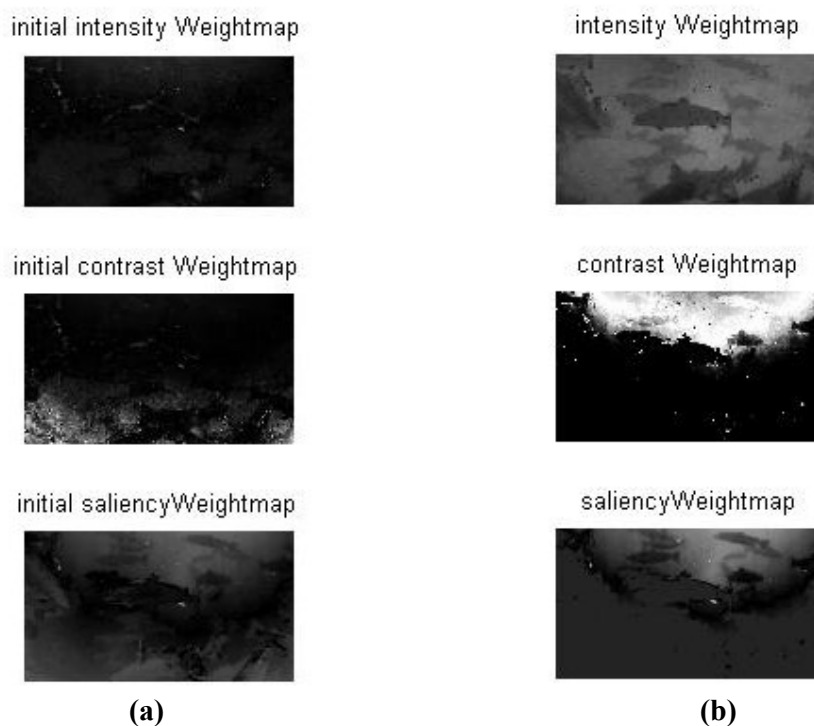 initial intensity Weightmap
intensity Weightmap
initial contrast Weightmap
contrast Weightmap
initial saliencyWeightmap
saliencyWeightmap
(a)
(b)